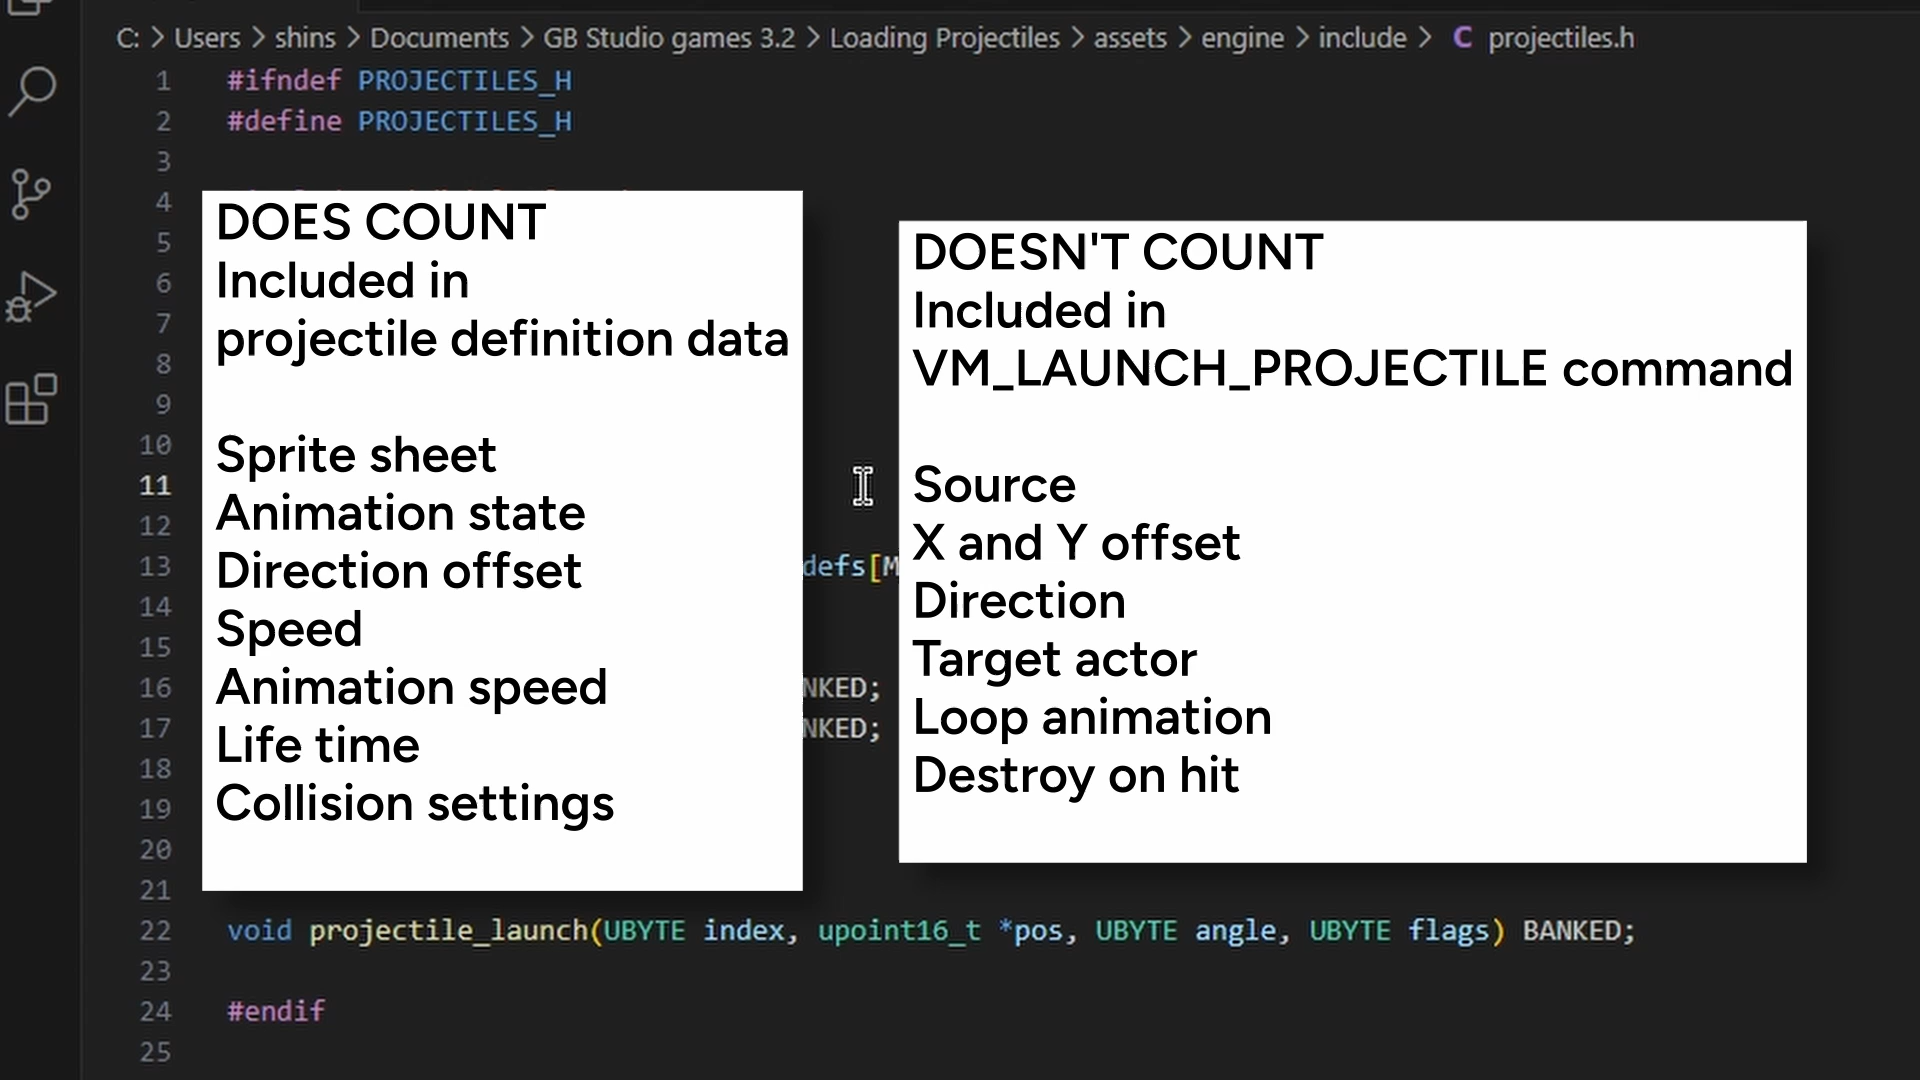 C: > Users > shins > Documents > GB Studio games 3.2 > Loading Projectiles > assets > engine > include > C projectiles.h
1 #ifndef PROJECTILES_H
2 #define PROJECTILES_H
3
4
5
6
7
8
9
10
11
12
13 defs[M
14
15
16 NKED;
17 NKED;
18
19
20
21
22 void projectile_launch(UBYTE index, upoint16_t *pos, UBYTE angle, UBYTE flags) BANKED;
23
24 #endif
25
DOES COUNT
Included in
projectile definition data
Sprite sheet
Animation state
Direction offset
Speed
Animation speed
Life time
Collision settings
DOESN'T COUNT
Included in
VM_LAUNCH_PROJECTILE command
Source
X and Y offset
Direction
Target actor
Loop animation
Destroy on hit